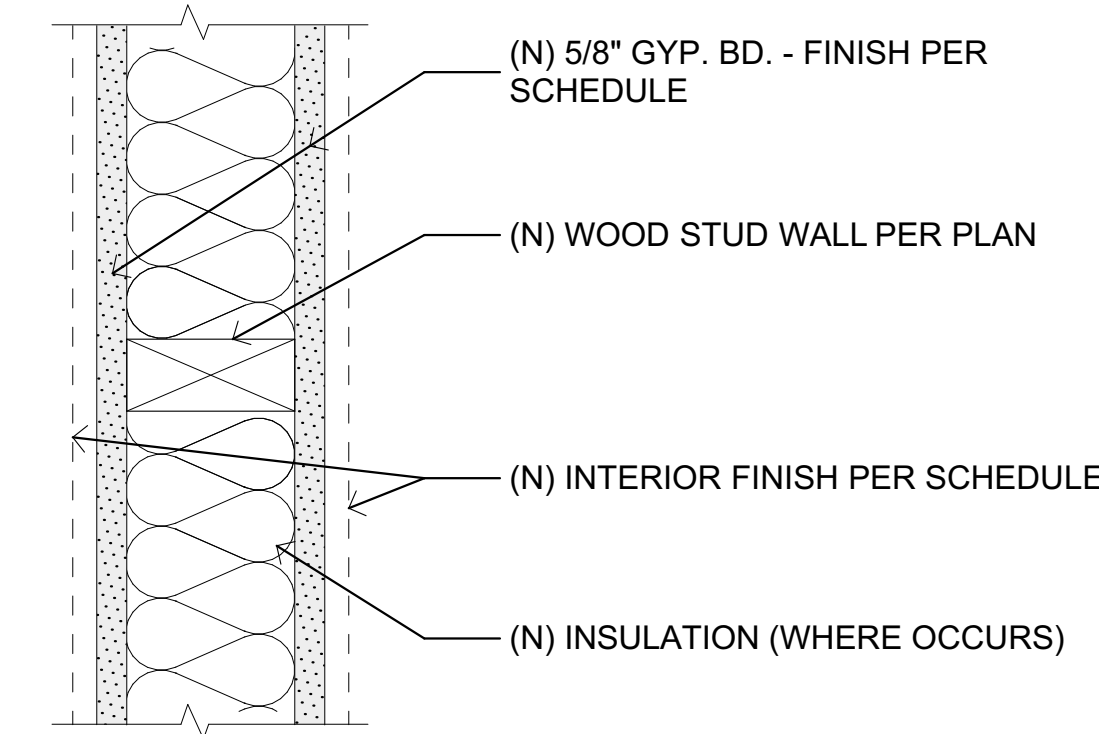 (N) 5/8" GYP. BD. - FINISH PER
SCHEDULE
(N) WOOD STUD WALL PER PLAN
(N) INTERIOR FINISH PER SCHEDULE
(N) INSULATION (WHERE OCCURS)